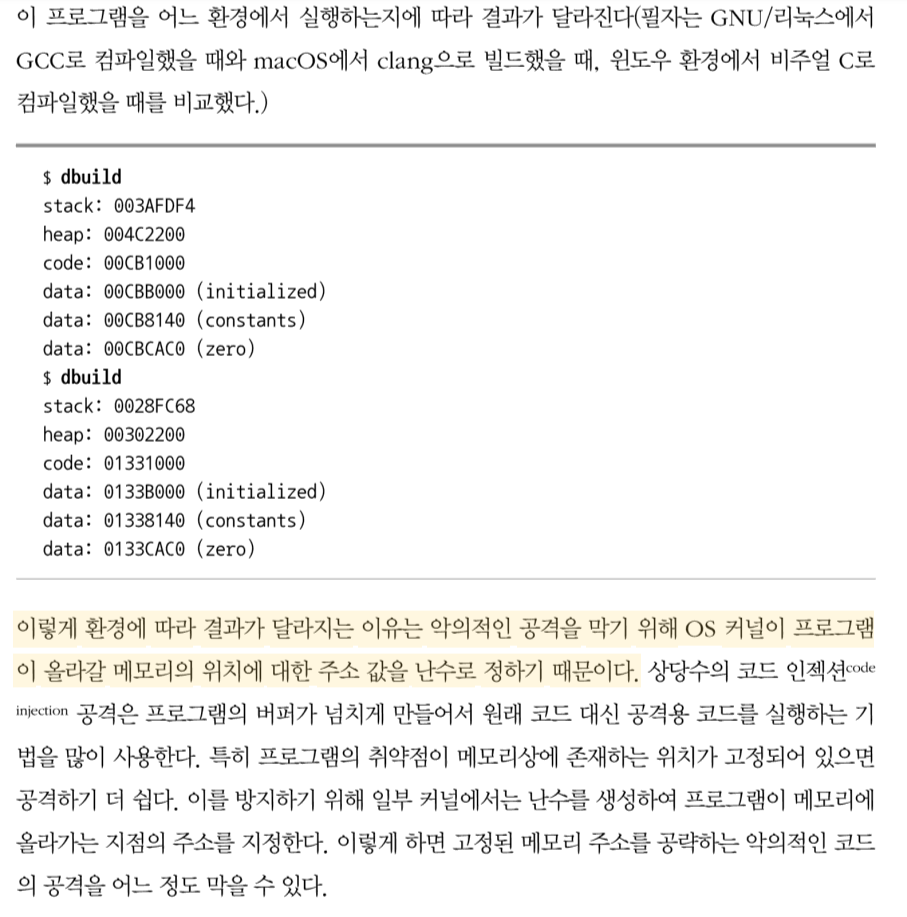 이 프로그램을 어느 환경에서 실행하는지에 따라 결과가 달라진다(필자는 GNU/리눅스에서
GCC로 컴파일했을 때와 macOS에서 clang으로 빌드했을 때, 윈도우 환경에서 비주얼 C로
컴파일했을 때를 비교했다.)
$ dbuild
stack: 003AFDF4
heap: 004C2200
code: 00CB1000
data: 00CBB000 (initialized)
data: 00CB8140 (constants)
data: 00CBCAC0 (zero)
$ dbuild
stack: 0028FC68
heap: 00302200
code: 01331000
data: 0133B000 (initialized)
data: 01338140 (constants)
data: 0133CAC0 (zero)
이렇게 환경에 따라 결과가 달라지는 이유는 악의적인 공격을 막기 위해 OS 커널이 프로그램
이 올라갈 메모리의 위치에 대한 주소 값을 난수로 정하기 때문이다. 상당수의 코드 인젝션code
injection 공격은 프로그램의 버퍼가 넘치게 만들어서 원래 코드 대신 공격용 코드를 실행하는 기
법을 많이 사용한다. 특히 프로그램의 취약점이 메모리상에 존재하는 위치가 고정되어 있으면
공격하기 더 쉽다. 이를 방지하기 위해 일부 커널에서는 난수를 생성하여 프로그램이 메모리에
올라가는 지점의 주소를 지정한다. 이렇게 하면 고정된 메모리 주소를 공략하는 악의적인 코드
의 공격을 어느 정도 막을 수 있다.